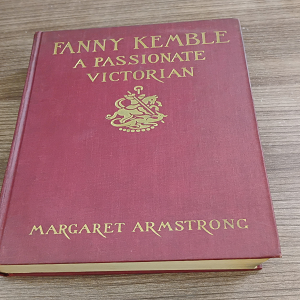 FANNY KEMBLE
A PASSIONATE
VICTORIAN
MARGARET ARMSTRONG